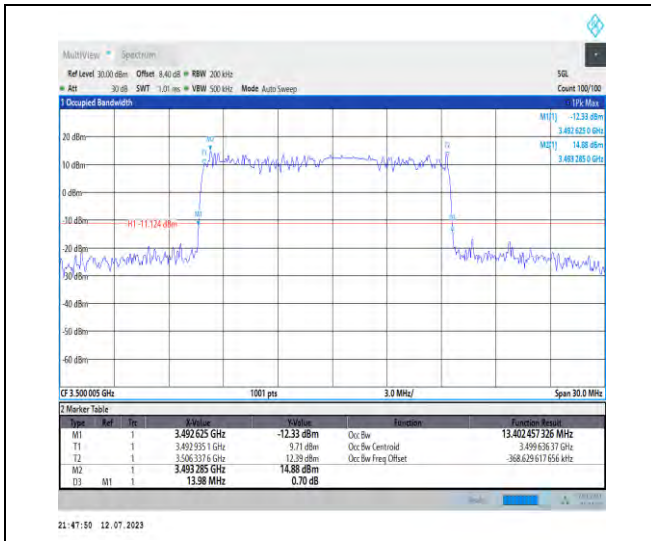 MultiView Spectrum
Ref Level 30.00 dBm Offset 8.40 dB RBW 200 kHz SGL
Att 30 dB SWT 1.01 ms VBW 500 kHz Mode Auto Sweep Count 100/100
1 Occupied Bandwidth 1Pk Max
M1[1] -12.33 dBm
3.492 625 0 GHz
M2[1] 14.88 dBm
3.493 285 0 GHz
20 dBm
10 dBm
0 dBm
-10 dBm
H1 -11.124 dBm
-20 dBm
-30 dBm
-40 dBm
-50 dBm
-60 dBm
CF 3.500 005 GHz 1001 pts 3.0 MHz/ Span 30.0 MHz
2 Marker Table
Type Ref Trc X-Value Y-Value Function Function Result
M1 1 3.492 625 GHz -12.33 dBm Occ Bw 13.402 457 326 MHz
T1 1 3.492 935 1 GHz 9.71 dBm Occ Bw Centroid 3.499 636 37 GHz
T2 1 3.506 337 6 GHz 12.39 dBm Occ Bw Freq Offset -368.629 617 656 kHz
M2 1 3.493 285 GHz 14.88 dBm
D3 M1 1 13.98 MHz 0.70 dB
21:47:50 12.07.2023